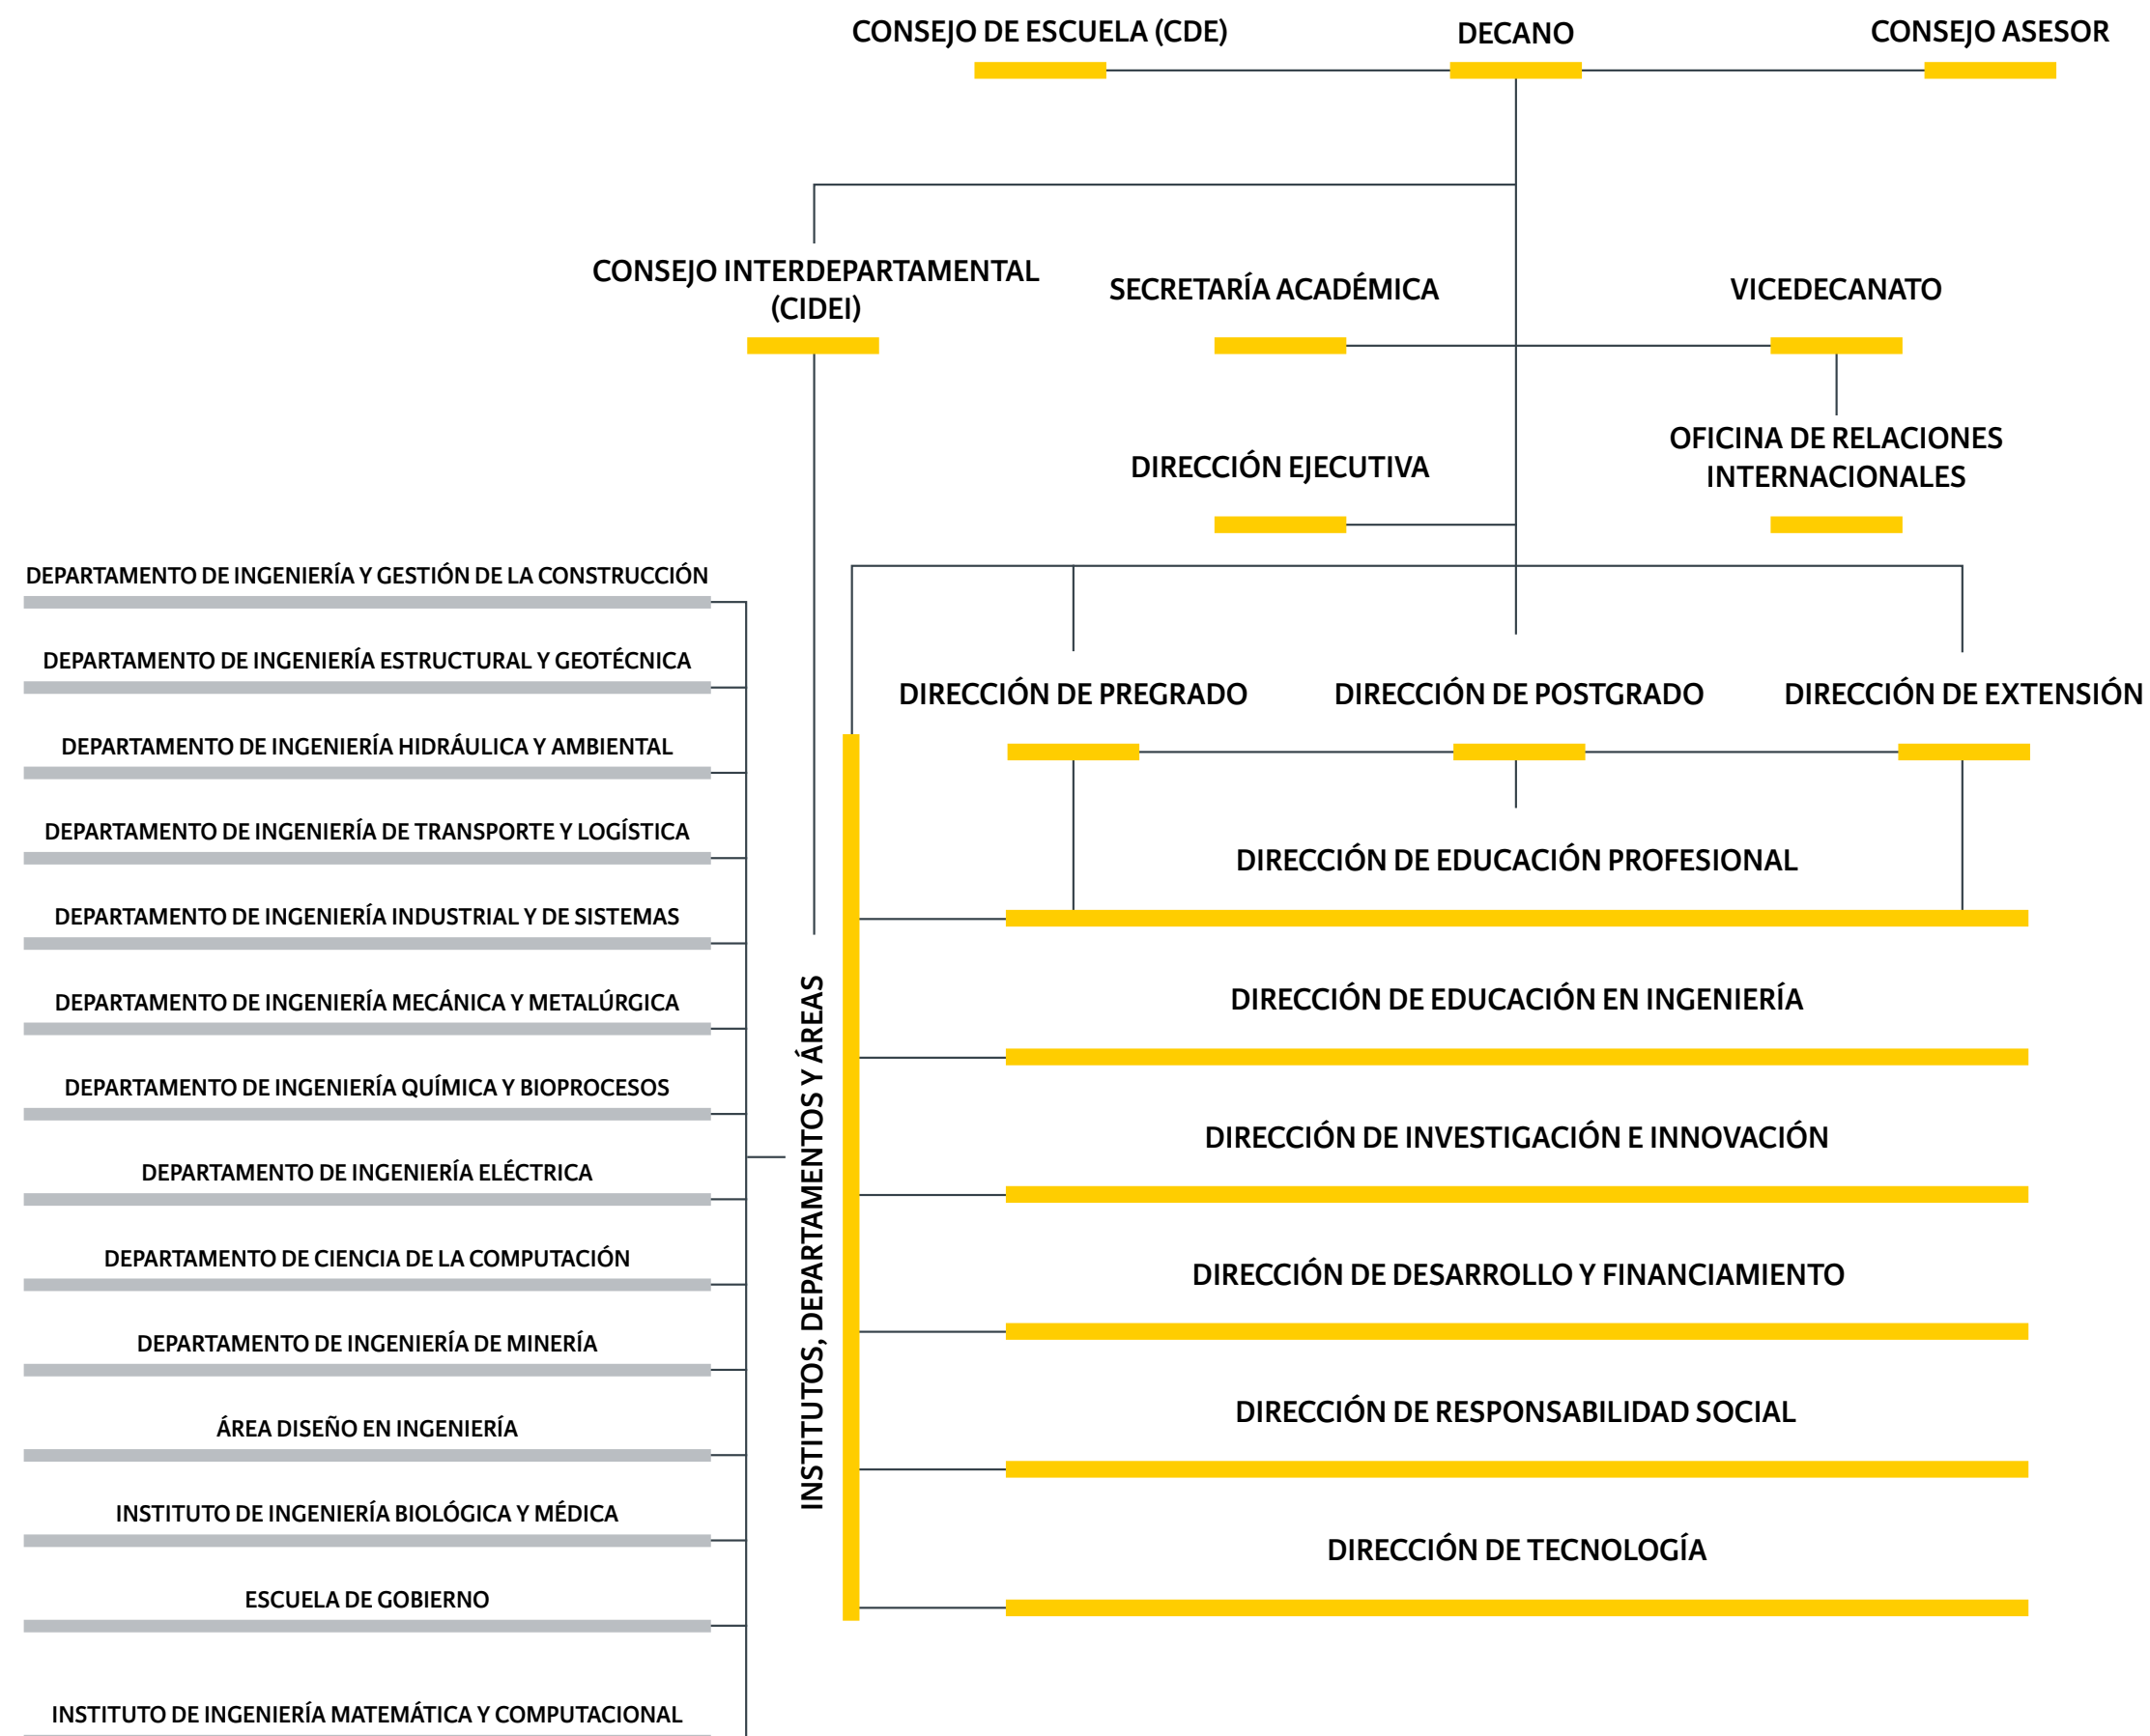 CONSEJO DE ESCUELA (CDE)
DECANO
CONSEJO ASESOR
CONSEJO INTERDEPARTAMENTAL
(CIDEI)
SECRETARÍA ACADÉMICA
VICEDECANATO
DIRECCIÓN EJECUTIVA
OFICINA DE RELACIONES
INTERNACIONALES
DEPARTAMENTO DE INGENIERÍA Y GESTIÓN DE LA CONSTRUCCIÓN
DEPARTAMENTO DE INGENIERÍA ESTRUCTURAL Y GEOTÉCNICA
DEPARTAMENTO DE INGENIERÍA HIDRÁULICA Y AMBIENTAL
DEPARTAMENTO DE INGENIERÍA DE TRANSPORTE Y LOGÍSTICA
DEPARTAMENTO DE INGENIERÍA INDUSTRIAL Y DE SISTEMAS
DEPARTAMENTO DE INGENIERÍA MECÁNICA Y METALÚRGICA
DEPARTAMENTO DE INGENIERÍA QUÍMICA Y BIOPROCESOS
DEPARTAMENTO DE INGENIERÍA ELÉCTRICA
DEPARTAMENTO DE CIENCIA DE LA COMPUTACIÓN
DEPARTAMENTO DE INGENIERÍA DE MINERÍA
ÁREA DISEÑO EN INGENIERÍA
INSTITUTO DE INGENIERÍA BIOLÓGICA Y MÉDICA
ESCUELA DE GOBIERNO
INSTITUTO DE INGENIERÍA MATEMÁTICA Y COMPUTACIONAL
INSTITUTOS, DEPARTAMENTOS Y ÁREAS
DIRECCIÓN DE PREGRADO
DIRECCIÓN DE POSTGRADO
DIRECCIÓN DE EXTENSIÓN
DIRECCIÓN DE EDUCACIÓN PROFESIONAL
DIRECCIÓN DE EDUCACIÓN EN INGENIERÍA
DIRECCIÓN DE INVESTIGACIÓN E INNOVACIÓN
DIRECCIÓN DE DESARROLLO Y FINANCIAMIENTO
DIRECCIÓN DE RESPONSABILIDAD SOCIAL
DIRECCIÓN DE TECNOLOGÍA